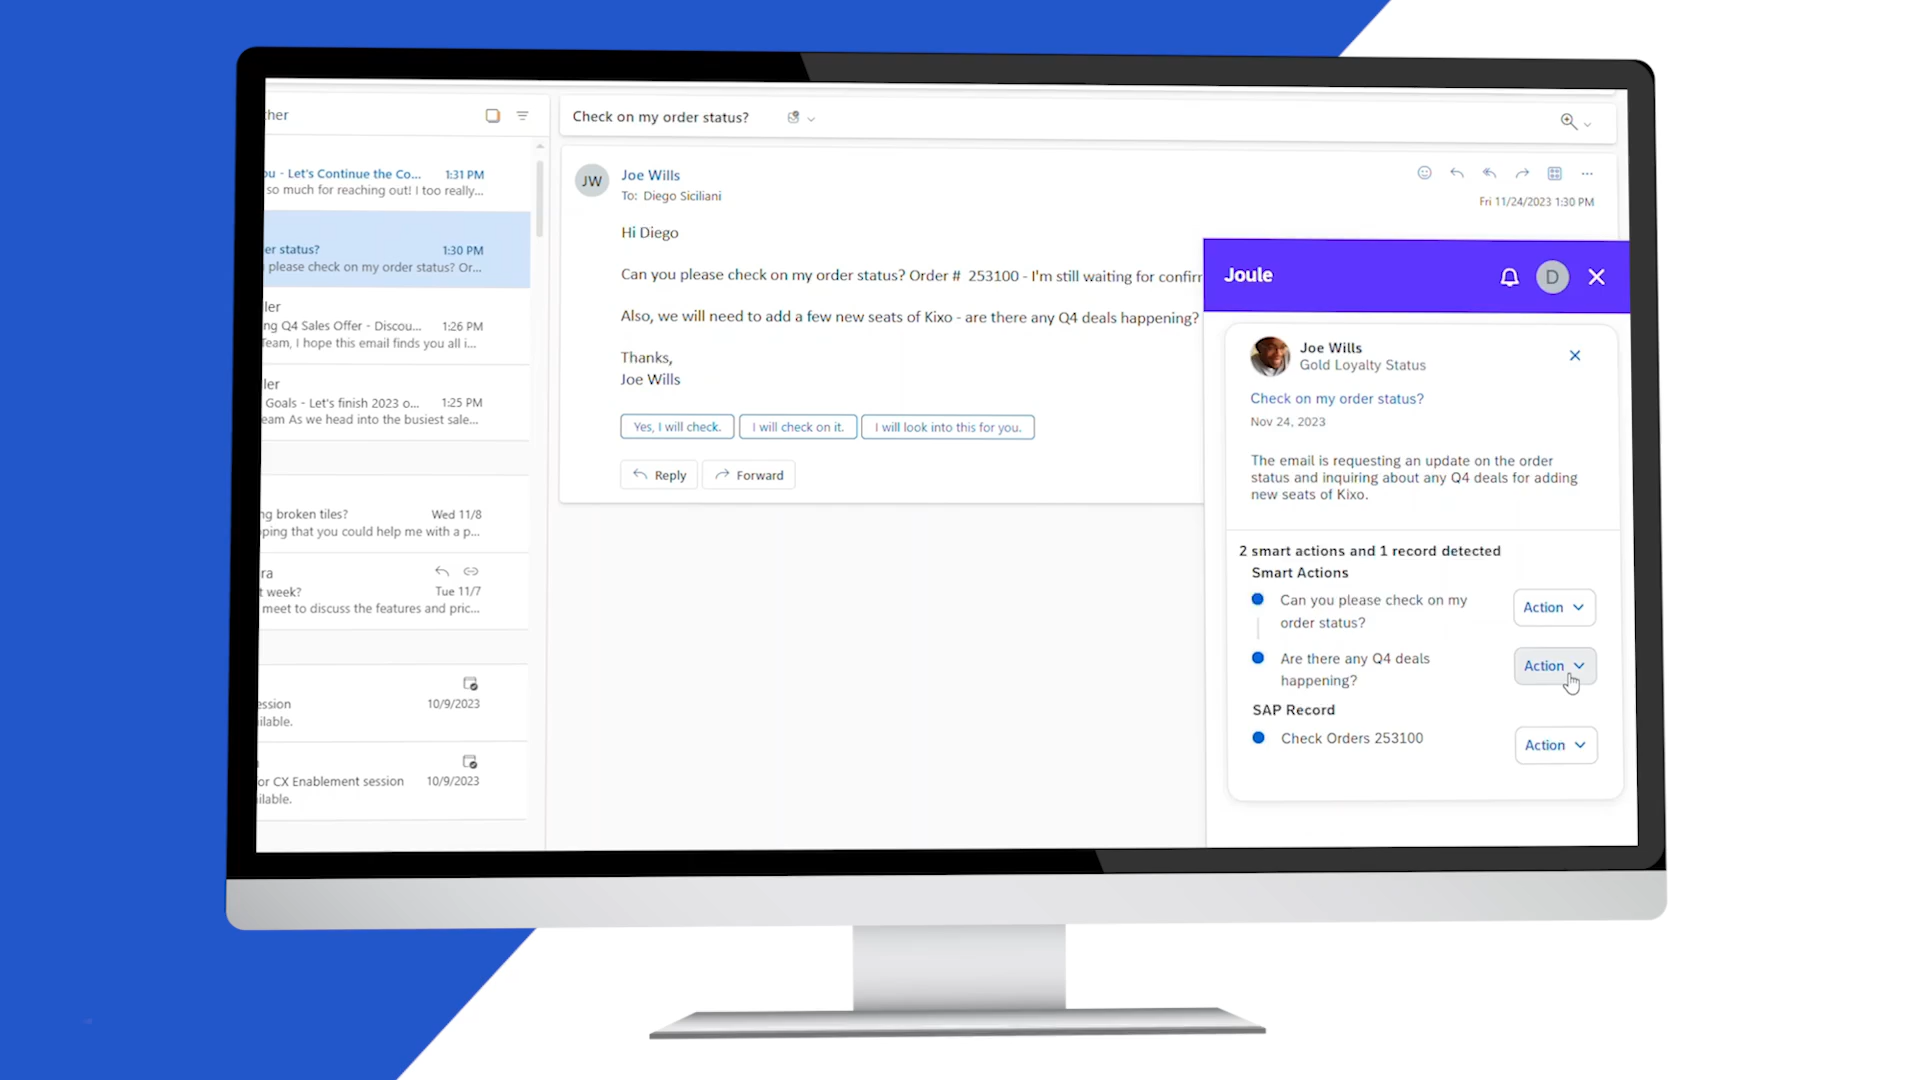 ther
ou - Let's Continue the Co... 1:31 PM
so much for reaching out! I too really...
er status? 1:30 PM
please check on my order status? Or...
ler
ng Q4 Sales Offer - Discou... 1:26 PM
Team, I hope this email finds you all i...
ler
Goals - Let's finish 2023 o... 1:25 PM
eam As we head into the busiest sale...
ng broken tiles? Wed 11/8
ping that you could help me with a p...
ra
t week? Tue 11/7
meet to discuss the features and pric...
ession 10/9/2023
ilable.
or CX Enablement session 10/9/2023
ilable.
Check on my order status?
JW
Joe Wills
To: Diego Siciliani
Fri 11/24/2023 1:30 PM
Hi Diego
Can you please check on my order status? Order # 253100 - I'm still waiting for confirr
Also, we will need to add a few new seats of Kixo - are there any Q4 deals happening?
Thanks,
Joe Wills
Yes, I will check. I will check on it. I will look into this for you.
Reply Forward
Joule D
Joe Wills
Gold Loyalty Status
Check on my order status?
Nov 24, 2023
The email is requesting an update on the order
status and inquiring about any Q4 deals for adding
new seats of Kixo.
2 smart actions and 1 record detected
Smart Actions
Can you please check on my
order status?
Action
Are there any Q4 deals
happening?
Action
SAP Record
Check Orders 253100
Action